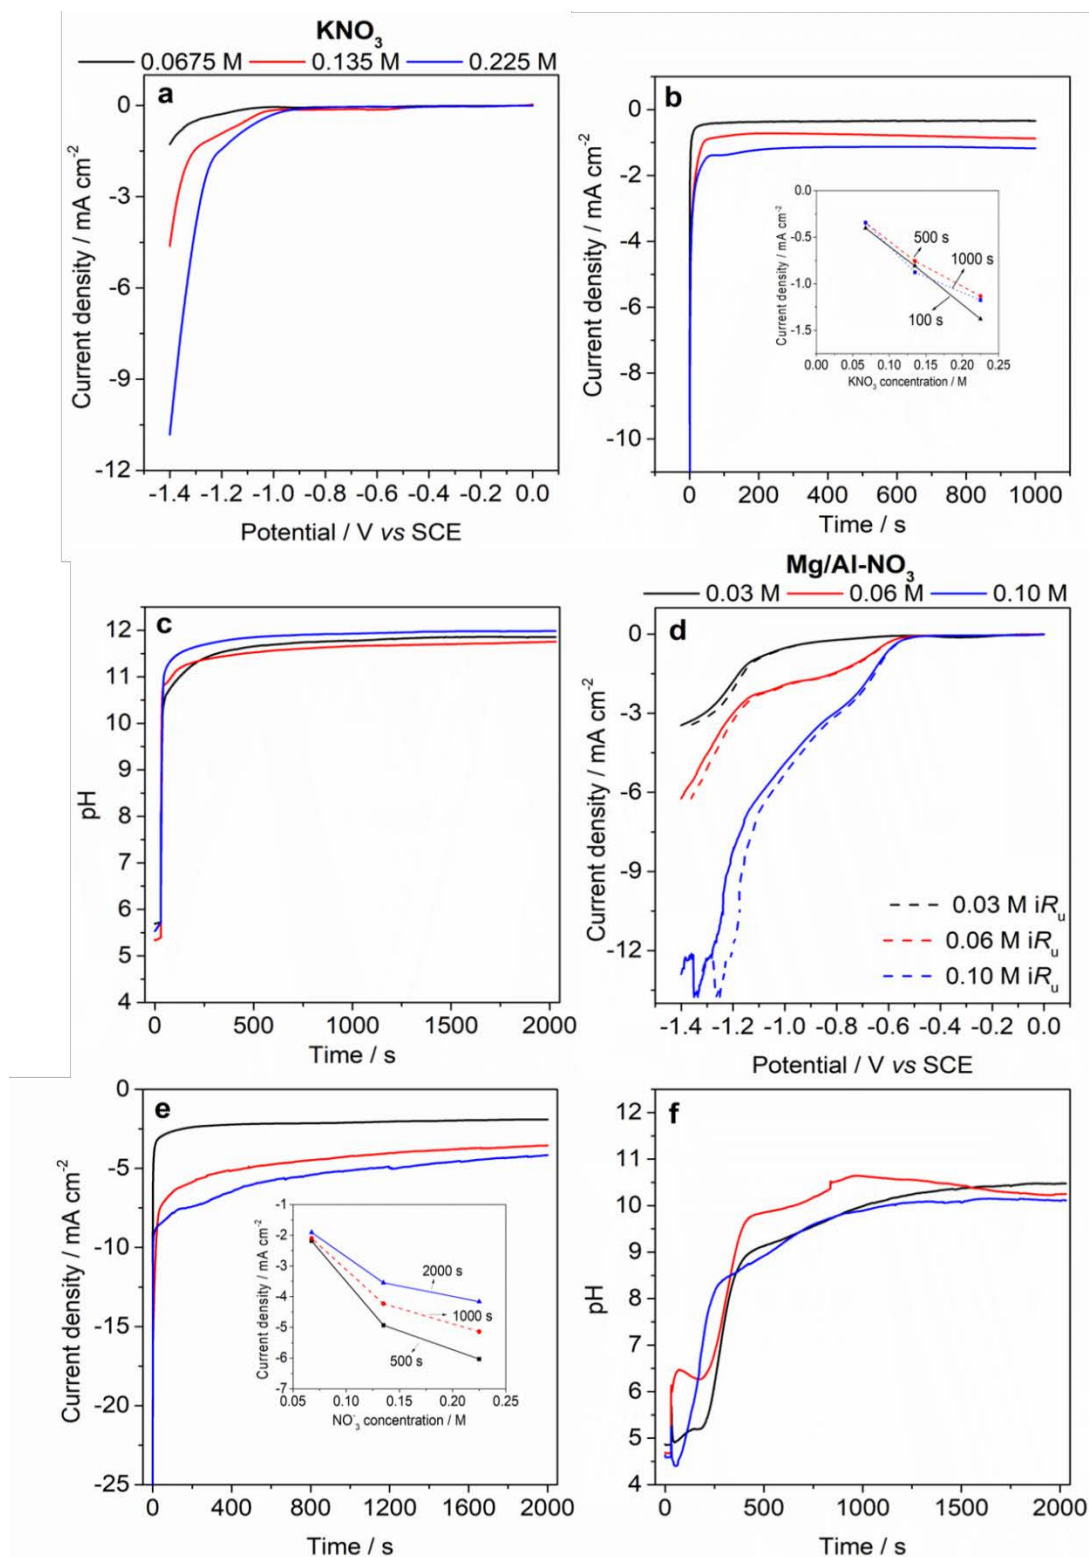 KNO3
0.0675 M 0.135 M 0.225 M
a
0
-3
-6
-9
-12
Current density / mA cm-2
-1.4 -1.2 -1.0 -0.8 -0.6 -0.4 -0.2 0.0
Potential / V vs SCE
b
0
-2
-4
-6
-8
-10
Current density / mA cm-2
0 200 400 600 800 1000
Time / s
0.0
-0.5
-1.0
-1.5
Current density / mA cm-2
500 s
1000 s
100 s
0.00 0.05 0.10 0.15 0.20 0.25
KNO3 concentration / M
c
12
11
10
9
8
7
6
5
4
pH
0 500 1000 1500 2000
Time / s
Mg/Al-NO3
0.03 M 0.06 M 0.10 M
d
0
-3
-6
-9
-12
Current density / mA cm-2
0.03 M iRu
0.06 M iRu
0.10 M iRu
-1.4 -1.2 -1.0 -0.8 -0.6 -0.4 -0.2 0.0
Potential / V vs SCE
e
0
-5
-10
-15
-20
-25
Current density / mA cm-2
0 400 800 1200 1600 2000
Time / s
-1
-2
-3
-4
-5
-6
-7
Current density / mA cm-2
2000 s
1000 s
500 s
0.05 0.10 0.15 0.20 0.25
NO-3 concentration / M
f
12
11
10
9
8
7
6
5
4
pH
0 500 1000 1500 2000
Time / s